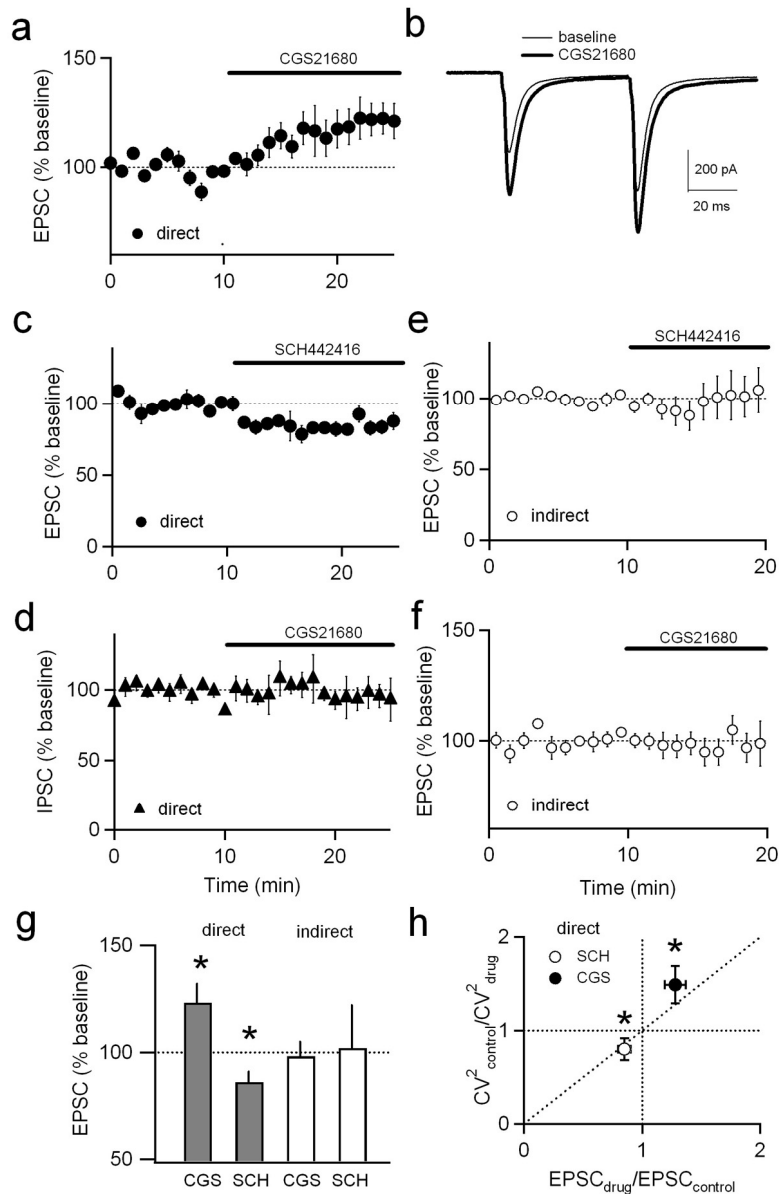 a
150
CGS21680
100
EPSC (% baseline)
direct
0
10
20
b
baseline
CGS21680
200 pA
20 ms
c
SCH442416
100
50
0
EPSC (% baseline)
direct
0
10
20
e
SCH442416
100
50
0
EPSC (% baseline)
indirect
0
10
20
d
CGS21680
100
50
0
IPSC (% baseline)
direct
0
10
20
Time (min)
f
150
CGS21680
100
EPSC (% baseline)
indirect
0
10
20
Time (min)
g
direct
indirect
150
*
*
100
50
EPSC (% baseline)
CGS
SCH
CGS
SCH
h
2
direct
SCH
CGS
*
*
1
0
CV²control/CV²drug
0
1
2
EPSCdrug/EPSCcontrol